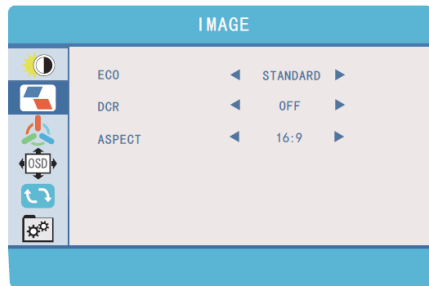 IMAGE
ECO ◀ STANDARD ▶
DCR ◀ OFF ▶
ASPECT ◀ 16:9 ▶
OSD